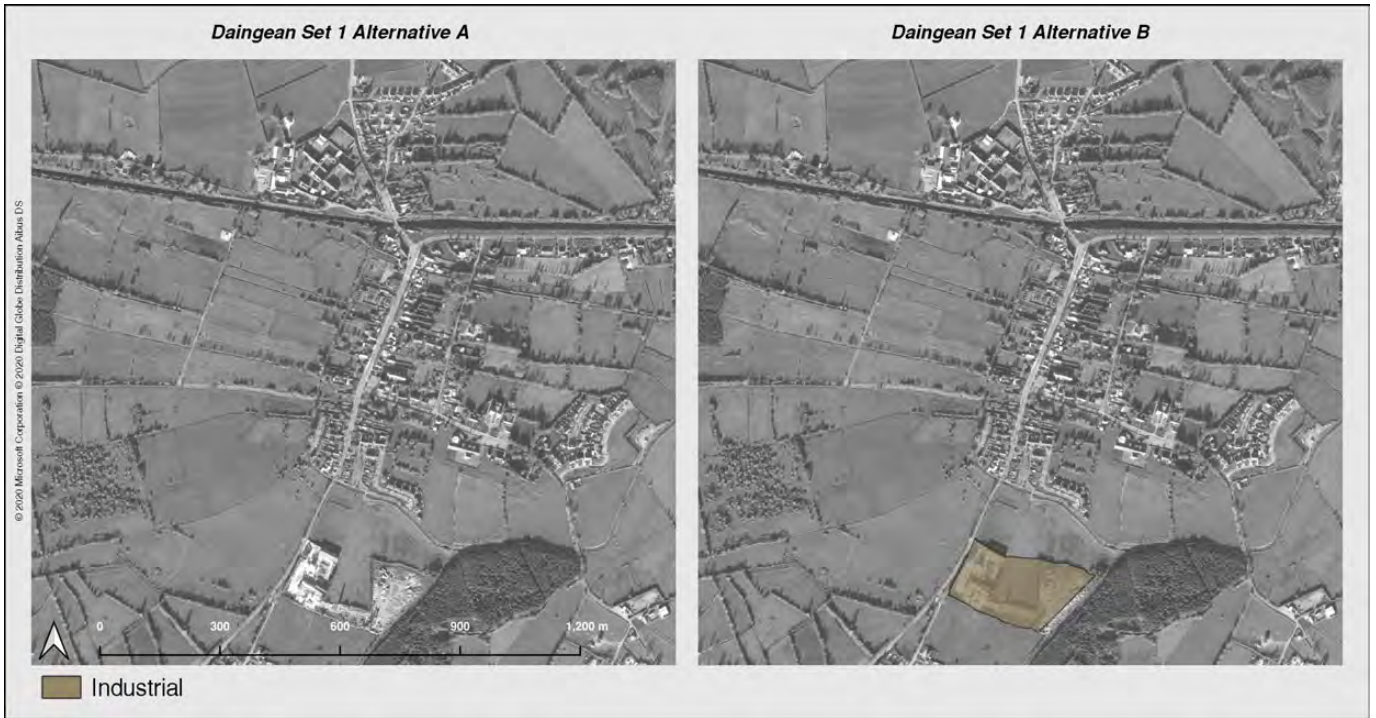 Daingean Set 1 Alternative A
Daingean Set 1 Alternative B
© 2020 Microsoft Corporation © 2020 Digital Globe Distribution Aibus DS
0 300 600 900 1,200 m
Industrial